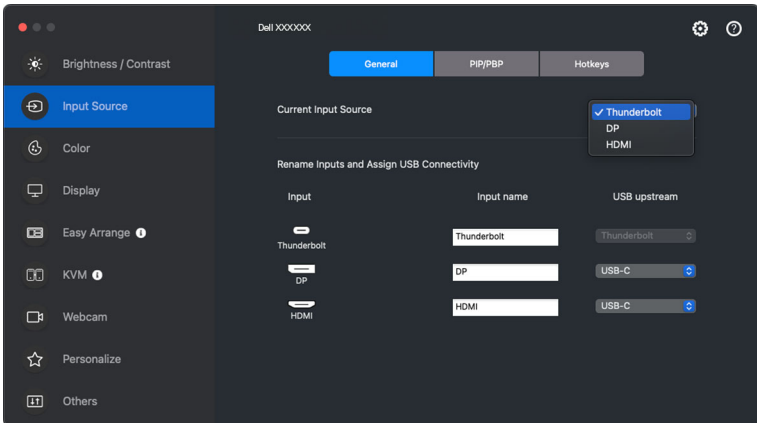 Dell XXXXXX
Brightness / Contrast
Input Source
Color
Display
Easy Arrange
KVM
Webcam
Personalize
Others
General PIP/PBP Hotkeys
Current Input Source
✓ Thunderbolt
DP
HDMI
Rename Inputs and Assign USB Connectivity
Input Input name USB upstream
Thunderbolt Thunderbolt Thunderbolt
DP DP USB-C
HDMI HDMI USB-C